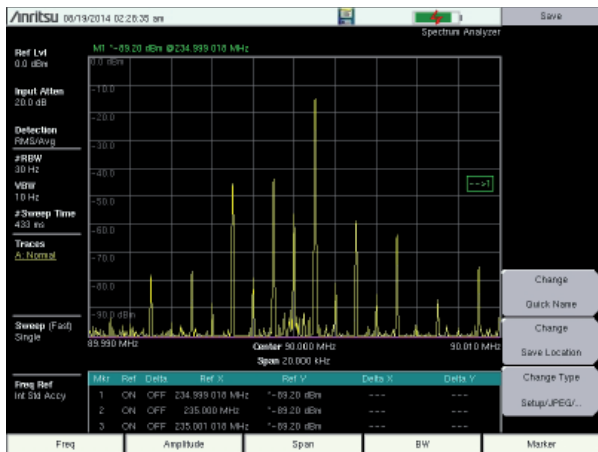 Anritsu 08/19/2014 02:28:35 am
Save
Spectrum Analyzer
M1 *-89.20 dBm @234.999 018 MHz
Ref Lvl
0.0 dBm
0.0 dBm
Input Atten
20.0 dB
-10.0
-20.0
Detection
RMS/Avg
-30.0
#RBW
30 Hz
-40.0
VBW
10 Hz
-->1
-50.0
#Sweep Time
433 ms
-60.0
Traces
A: Normal
-70.0
-80.0
Change
Quick Name
-90.0 dBm
Sweep (Fast)
Single
Change
Save Location
89.990 MHz
Center 90.000 MHz
90.010 MHz
Span 20.000 kHz
Freq Ref
Int Std Accy
Change Type
Setup/JPEG/...
Mkr Ref Delta Ref X Ref Y Delta X Delta Y
1 ON OFF 234.999 018 MHz *-89.20 dBm --- ---
2 ON OFF 235.000 MHz *-89.20 dBm --- ---
3 ON OFF 235.001 018 MHz *-89.20 dBm --- ---
Freq Amplitude Span BW Marker